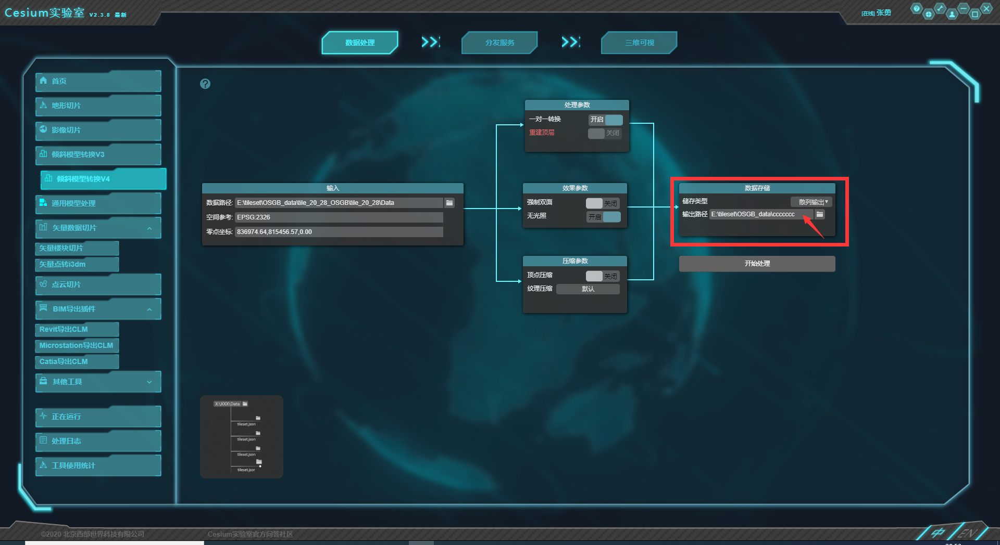 Cesium实验室 V2.3.8 最新
[在线] 张勇
数据处理
分发服务
三维可视
首页
地形切片
影像切片
倾斜模型转换V3
倾斜模型转换V4
通用模型处理
矢量数据切片
矢量楼块切片
矢量点转i3dm
点云切片
BIM导出插件
Revit导出CLM
Microstation导出CLM
Catia导出CLM
其他工具
正在运行
处理日志
工具使用统计
输入
数据路径: E:\tileset\OSGB_data\tile_20_28_OSGB\tile_20_28\Data
空间参考: EPSG:2326
零点坐标: 836974.64,815456.57,0.00
处理参数
一对一转换 开启
重建顶层 关闭
效果参数
强制双面 关闭
无光照 开启
压缩参数
顶点压缩 关闭
纹理压缩 默认
数据存储
储存类型 散列输出▼
输出路径 E:\tileset\OSGB_data\ccccccc
开始处理
X:\XXX\Data
tileset.json
tileset.json
tileset.json
tileset.jsor
©2020 北京西部世界科技有限公司
Cesium实验室官方问答社区
中 EN